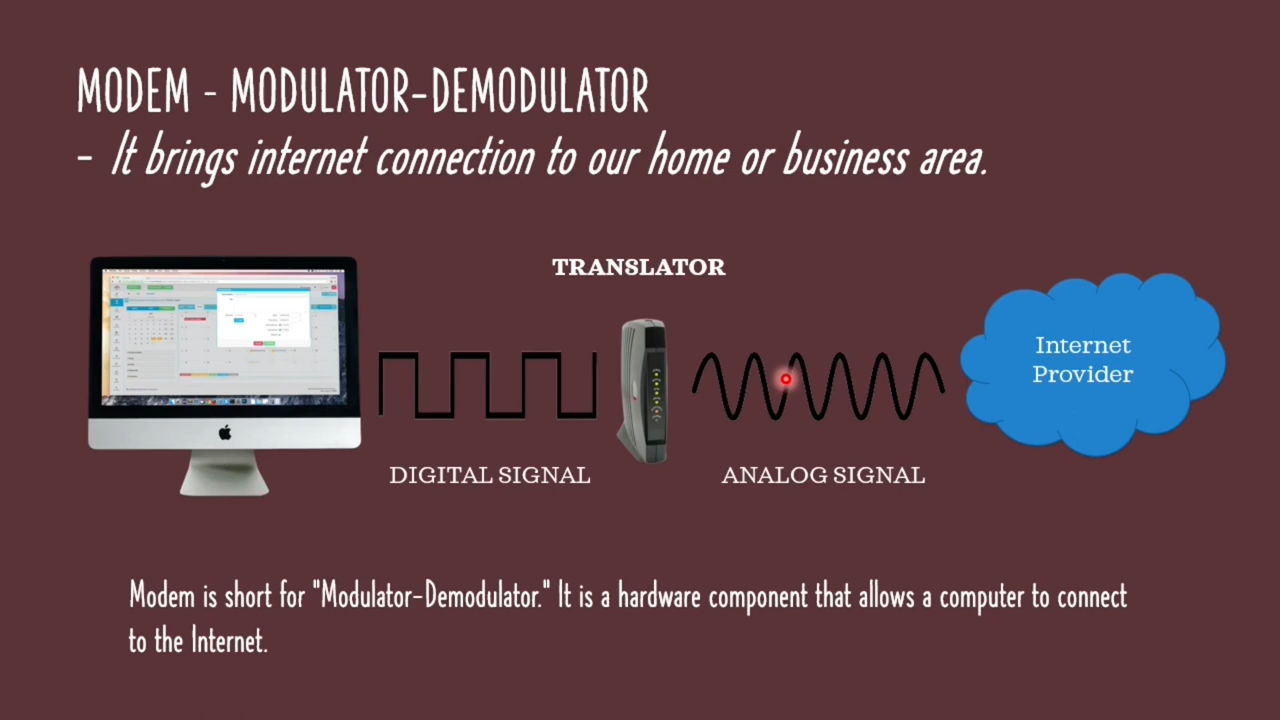 MODEM - MODULATOR-DEMODULATOR
- It brings internet connection to our home or business area.
TRANSLATOR
Internet
Provider
DIGITAL SIGNAL
ANALOG SIGNAL
Modem is short for "Modulator-Demodulator." It is a hardware component that allows a computer to connect
to the Internet.